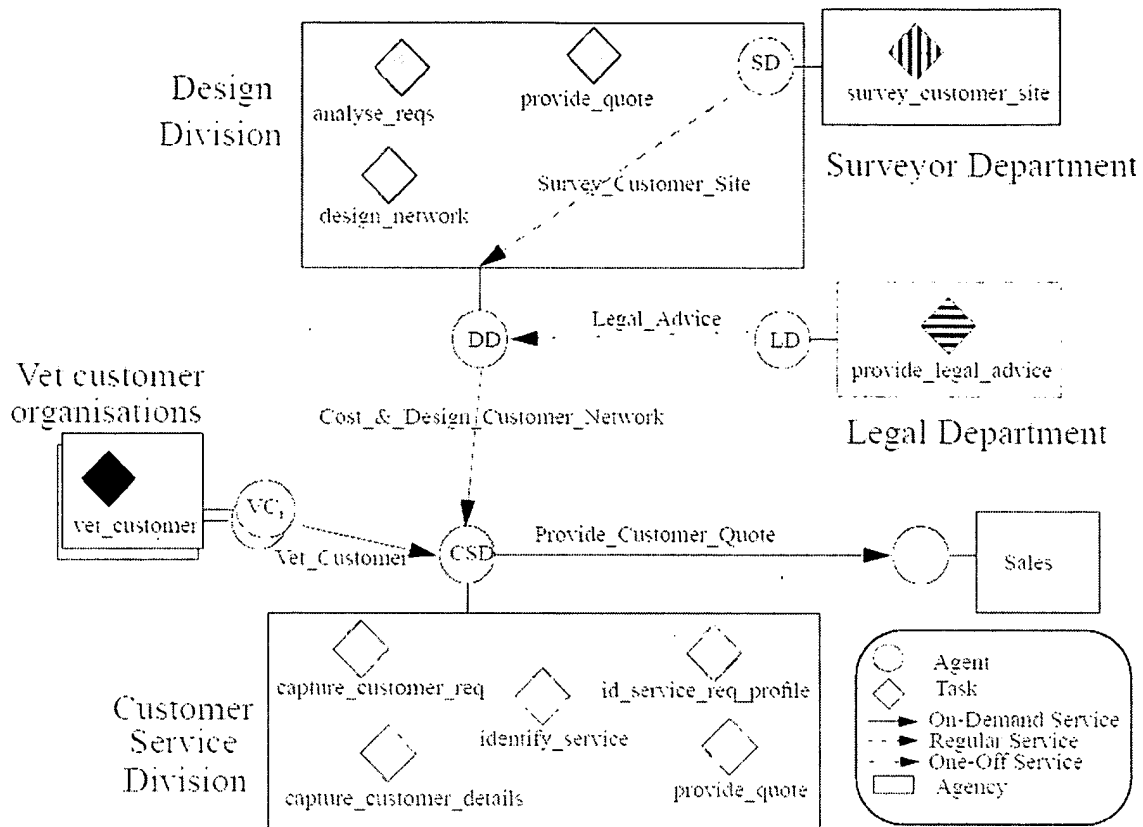 Design
Division
analyse_reqs
provide_quote
design_network
SD
Survey_Customer_Site
survey_customer_site
Surveyor Department
DD
Legal_Advice
LD
provide_legal_advice
Legal Department
Vet customer
organisations
vet_customer
VC1
Cost_&_Design_Customer_Network
Vet_Customer
CSD
Provide_Customer_Quote
Sales
Customer
Service
Division
capture_customer_req
id_service_req_profile
identify_service
capture_customer_details
provide_quote
Agent
Task
On-Demand Service
Regular Service
One-Off Service
Agency